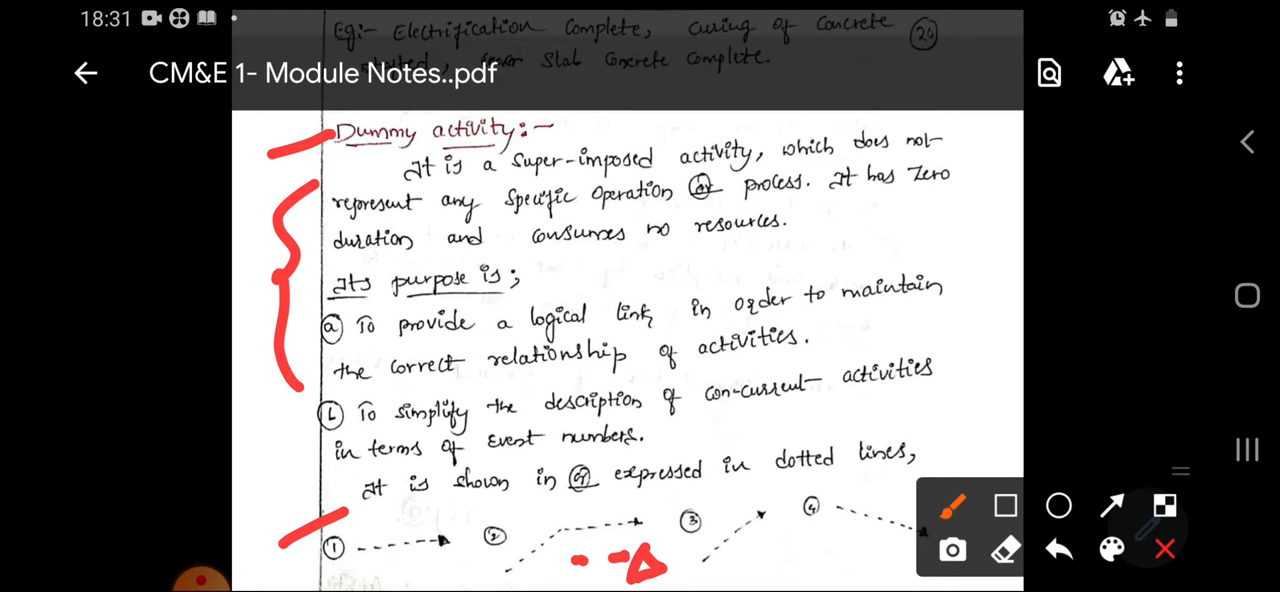 18:31
CM&E 1- Module Notes..pdf
Eg:- Electrification Complete, curing of Concrete 20
Slab Concrete Complete.
Dummy activity:-
It is a super-imposed activity, which does not
represent any specific operation or process. It has zero
duration and consumes no resources.
Its purpose is;
a To provide a logical link in order to maintain
the correct relationship of activities.
b To simplify the description of con-current activities
in terms of Event numbers.
It is shown in or expressed in dotted lines,
1 2 3 4